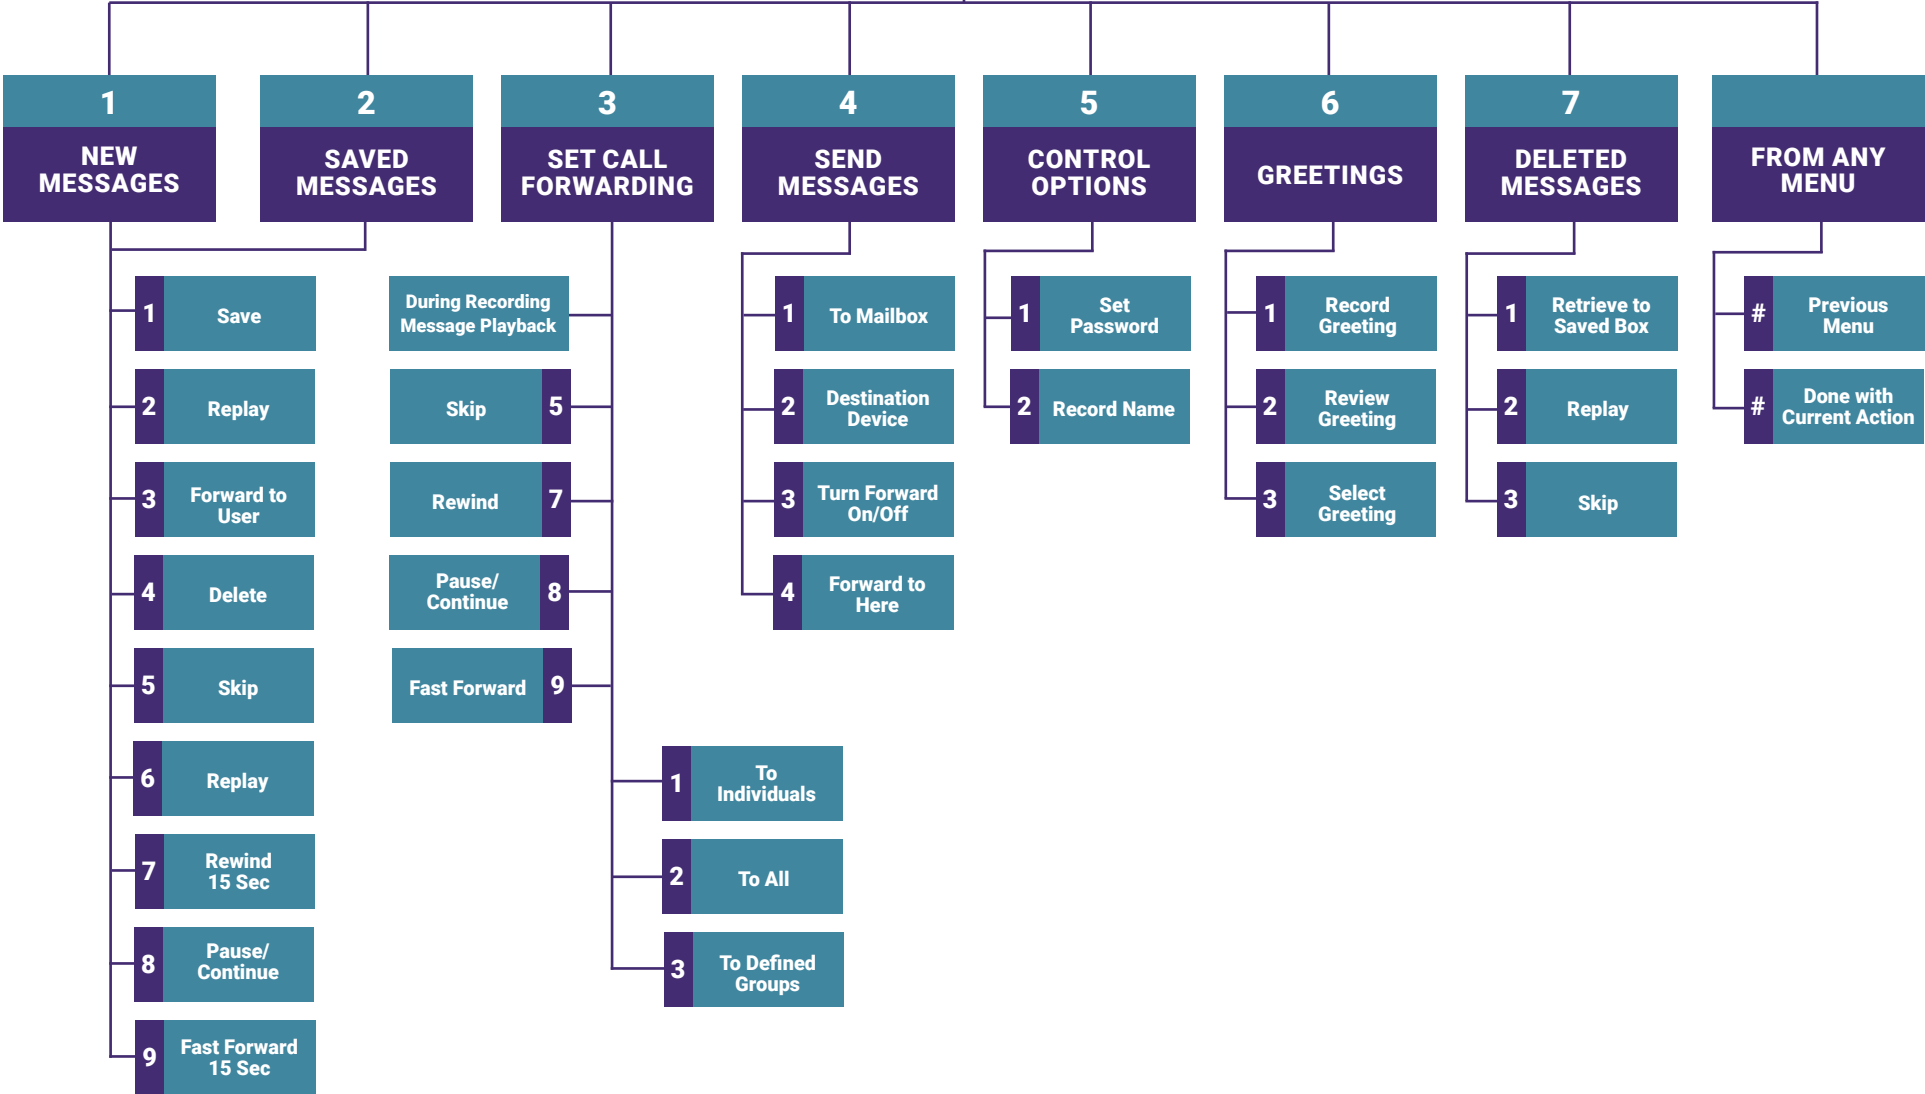 1
NEW
MESSAGES
2
SAVED
MESSAGES
3
SET CALL
FORWARDING
4
SEND
MESSAGES
5
CONTROL
OPTIONS
6
GREETINGS
7
DELETED
MESSAGES
FROM ANY
MENU
1
Save
2
Replay
3
Forward to
User
4
Delete
5
Skip
6
Replay
7
Rewind
15 Sec
8
Pause/
Continue
9
Fast Forward
15 Sec
During Recording
Message Playback
Skip
5
Rewind
7
Pause/
Continue
8
Fast Forward
9
1
To
Individuals
2
To All
3
To Defined
Groups
1
To Mailbox
2
Destination
Device
3
Turn Forward
On/Off
4
Forward to
Here
1
Set
Password
2
Record Name
1
Record
Greeting
2
Review
Greeting
3
Select
Greeting
1
Retrieve to
Saved Box
2
Replay
3
Skip
#
Previous
Menu
#
Done with
Current Action